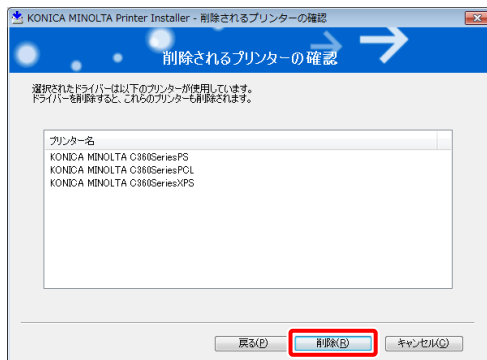 KONICA MINOLTA Printer Installer - 削除されるプリンターの確認
削除されるプリンターの確認
選択されたドライバーは以下のプリンターが使用しています。
ドライバーを削除すると、これらのプリンターも削除されます。
プリンター名
KONICA MINOLTA C360SeriesPS
KONICA MINOLTA C360SeriesPCL
KONICA MINOLTA C360SeriesXPS
戻る(P) 削除(R) キャンセル(C)